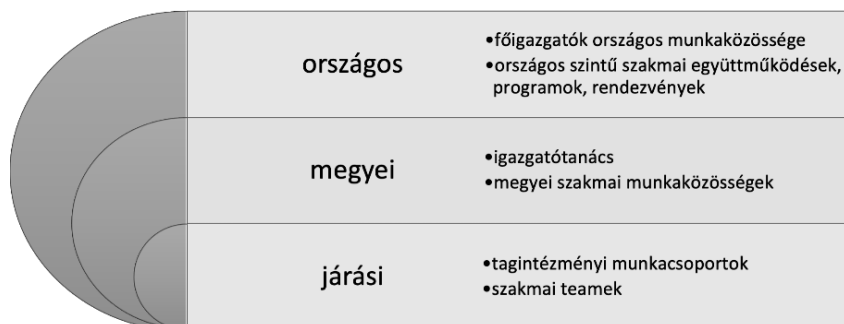 országos
•főigazgatók országos munkaközössége
•országos szintű szakmai együttműködések,
programok, rendezvények
megyei
•igazgatótanács
•megyei szakmai munkaközösségek
járási
•tagintézményi munkacsoportok
•szakmai teamek